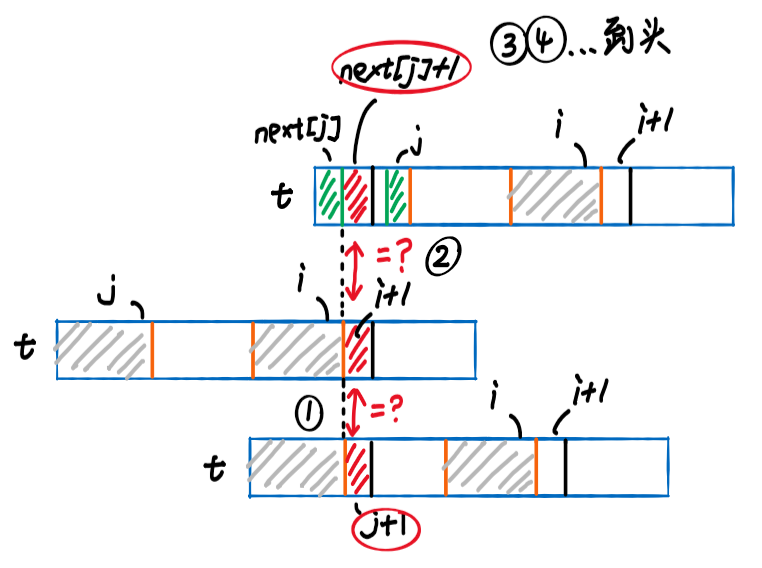 ③④...到头
next[j]+1
next[j]
j
i
i+1
t
=?
②
j
i
i+1
t
①
=?
i
i+1
t
j+1